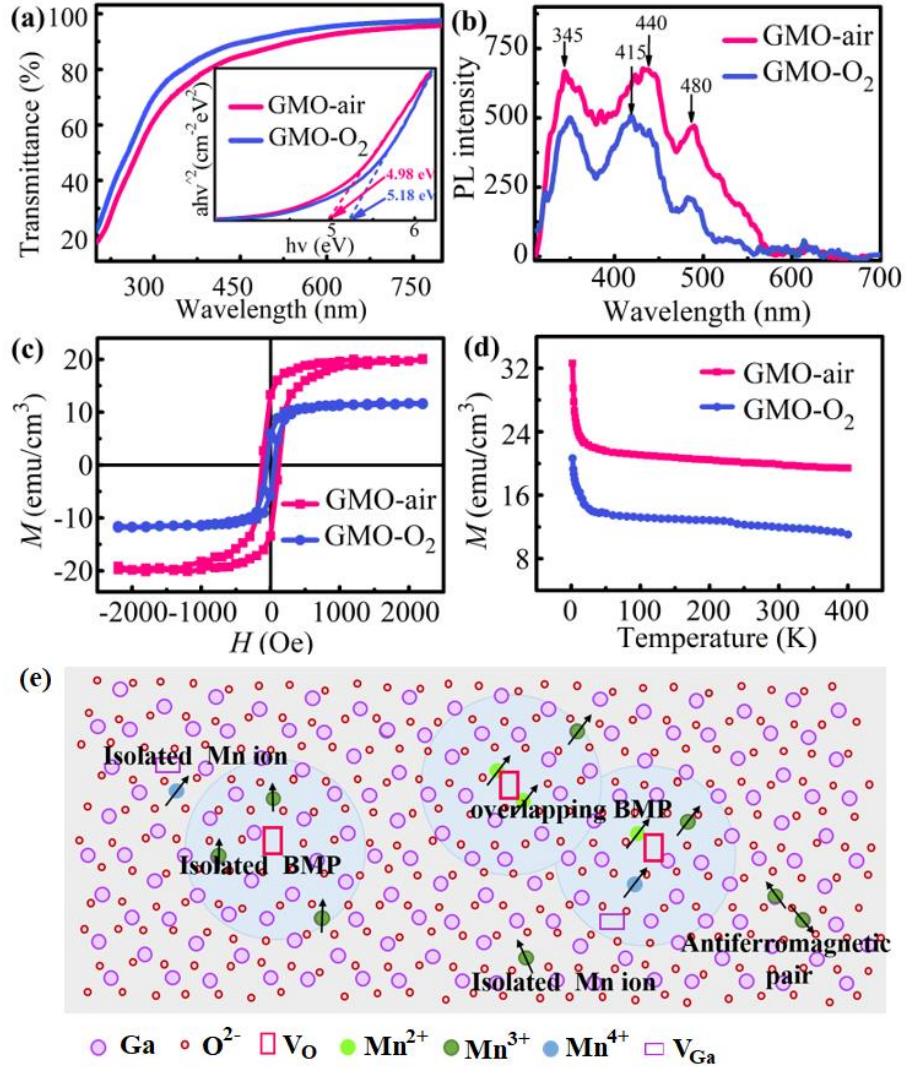 (a)
Transmittance (%)
100
80
60
40
20
300
450
600
750
Wavelength (nm)
GMO-air
GMO-O₂
ahv^2(cm⁻²eV²)
4.98 eV
5.18 eV
5
6
hv (eV)
(b)
PL intensity
750
500
250
0
400
500
600
700
Wavelength (nm)
345
415
440
480
GMO-air
GMO-O₂
(c)
M (emu/cm³)
20
10
0
-10
-20
-2000
-1000
0
1000
2000
H (Oe)
GMO-air
GMO-O₂
(d)
M (emu/cm³)
32
24
16
8
0
100
200
300
400
Temperature (K)
GMO-air
GMO-O₂
(e)
Isolated Mn ion
Isolated BMP
overlapping BMP
Isolated Mn ion
Antiferromagnetic
pair
Ga O²⁻ V_O Mn²⁺ Mn³⁺ Mn⁴⁺ V_Ga